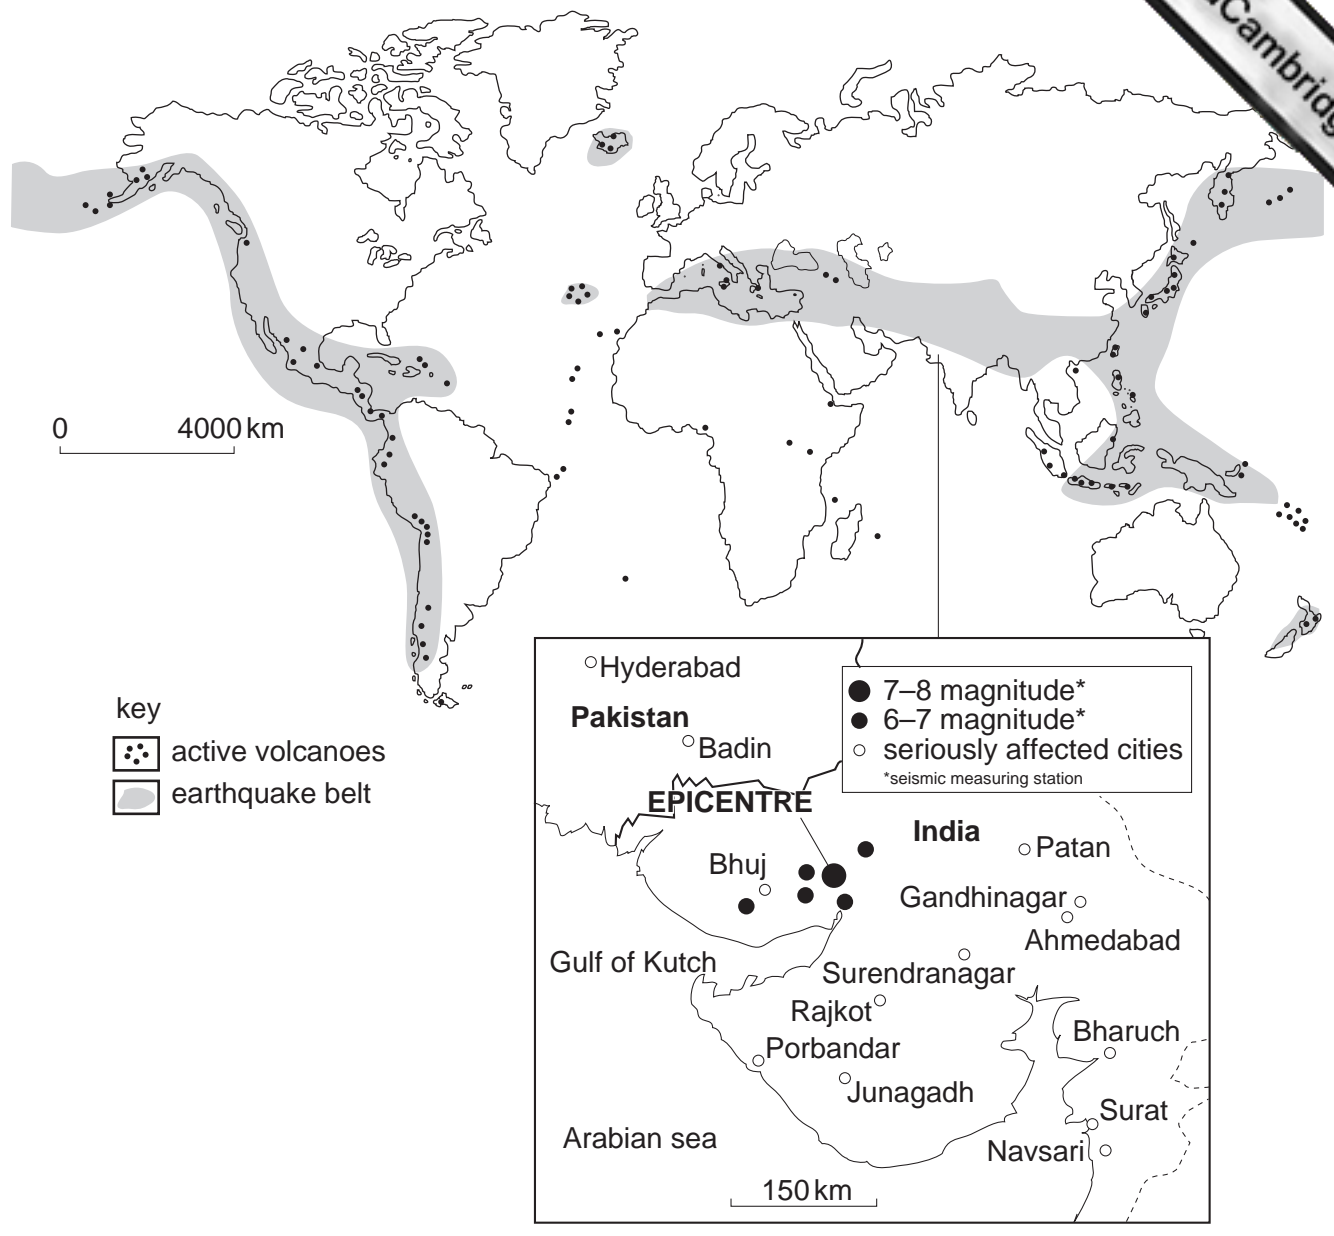 Cambridge
0 4000 km
key
active volcanoes
earthquake belt
Hyderabad
Pakistan
Badin
EPICENTRE
7–8 magnitude*
6–7 magnitude*
seriously affected cities
*seismic measuring station
India
Patan
Bhuj
Gandhinagar
Ahmedabad
Gulf of Kutch
Surendranagar
Rajkot
Bharuch
Porbandar
Junagadh
Surat
Arabian sea
Navsari
150 km